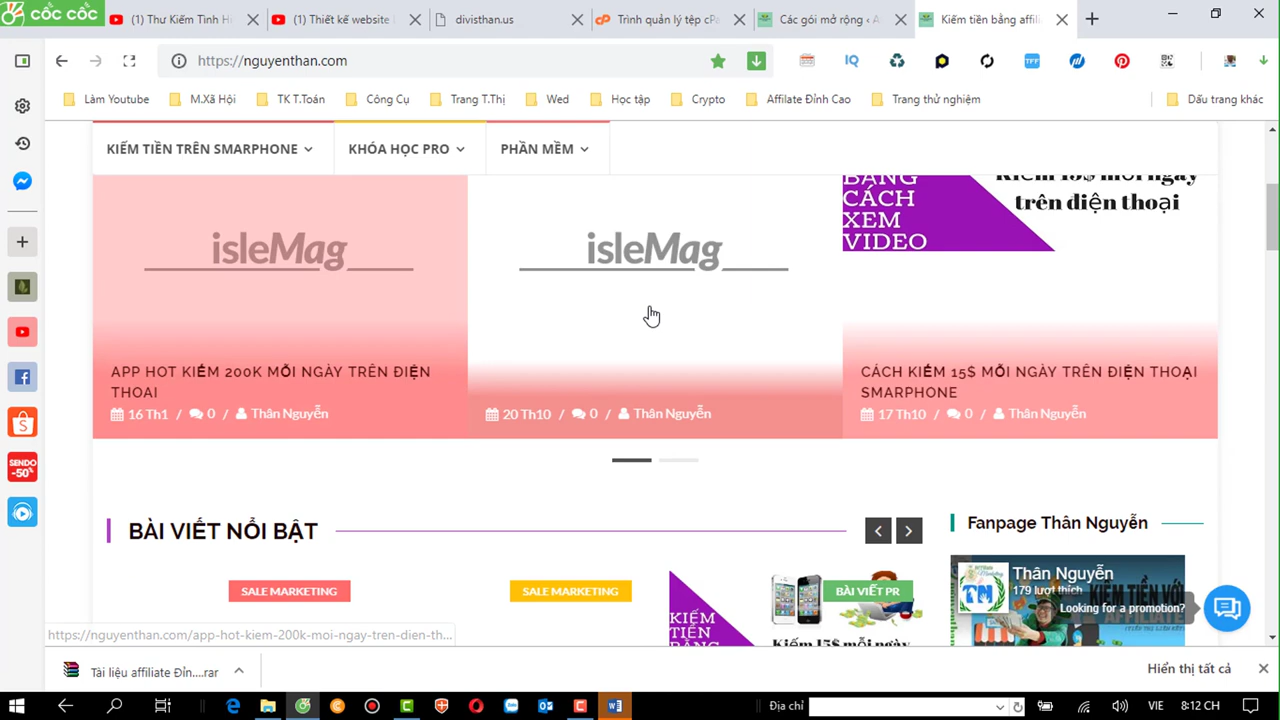 cốc cốc
(1) Thư Kiếm Tình H
(1) Thiết kế website
divisthan.us
Trình quản lý tệp cPa
Các gói mở rộng ‹ A
Kiếm tiền bằng affili
https://nguyenthan.com
IQ
TFF
Làm Youtube
M.Xã Hội
TK T.Toán
Công Cụ
Trang T.Thị
Wed
Học tập
Crypto
Affilate Đỉnh Cao
Trang thử nghiệm
Dấu trang khác
KIẾM TIỀN TRÊN SMARPHONE
KHÓA HỌC PRO
PHẦN MỀM
isleMag
isleMag
BẰNG
CÁCH
XEM
VIDEO
Kiếm 15$ mỗi ngày
trên điện thoại
APP HOT KIẾM 200K MỖI NGÀY TRÊN ĐIỆN
THOAI
16 Th1 / 0 / Thân Nguyễn
20 Th10 / 0 / Thân Nguyễn
CÁCH KIẾM 15$ MỖI NGÀY TRÊN ĐIỆN THOẠI
SMARPHONE
17 Th10 / 0 / Thân Nguyễn
SENDO
-50%
BÀI VIẾT NỔI BẬT
Fanpage Thân Nguyễn
SALE MARKETING
SALE MARKETING
BÀI VIẾT PR
KIẾM
TIỀN
BẰNG
Kiếm 15$ mỗi ngày
Thân Nguyễn
179 lượt thích
KIẾM TIỀN VỚI
Looking for a promotion?
https://nguyenthan.com/app-hot-kiem-200k-moi-ngay-tren-dien-th...
Tài liệu affiliate Đỉn....rar
Hiển thị tất cả
Địa chỉ
VIE
8:12 CH